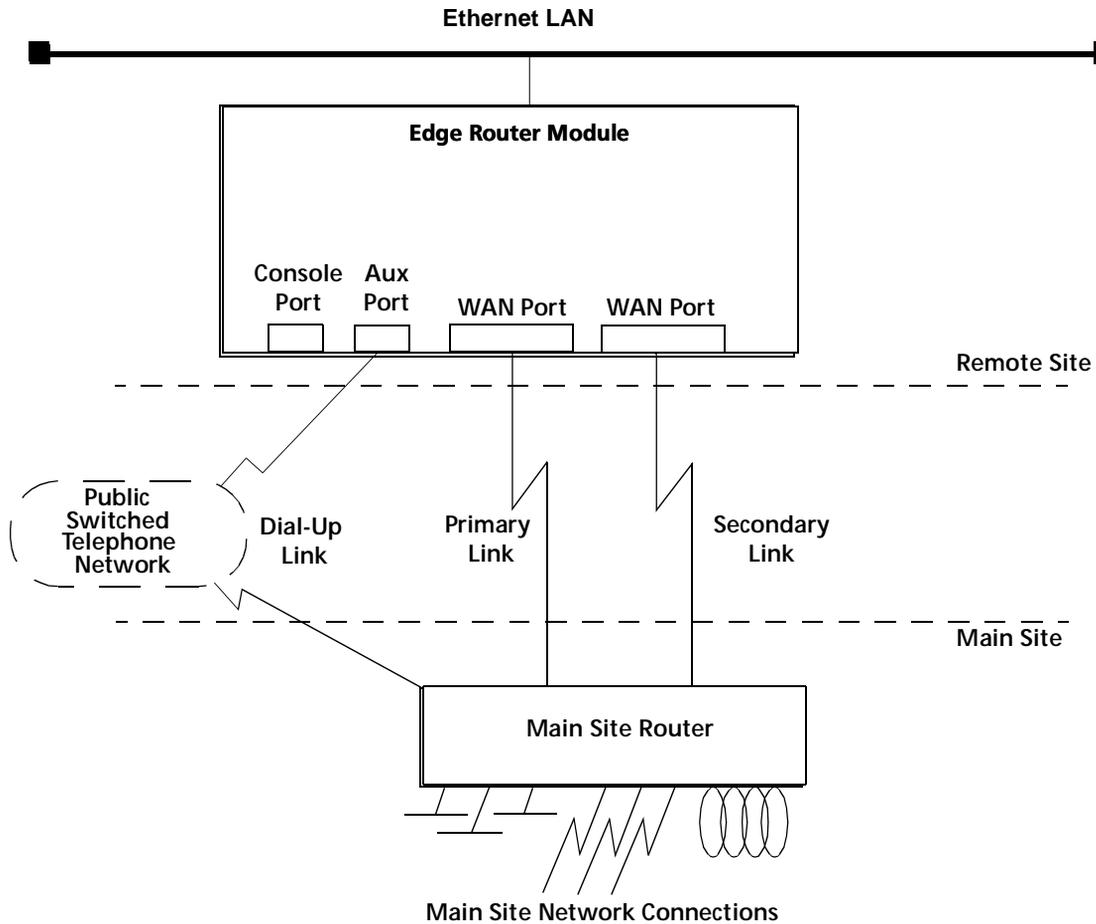 Ethernet LAN
Edge Router Module
Console
Port
Aux
Port
WAN Port
WAN Port
Remote Site
Public
Switched
Telephone
Network
Dial-Up
Link
Primary
Link
Secondary
Link
Main Site
Main Site Router
Main Site Network Connections